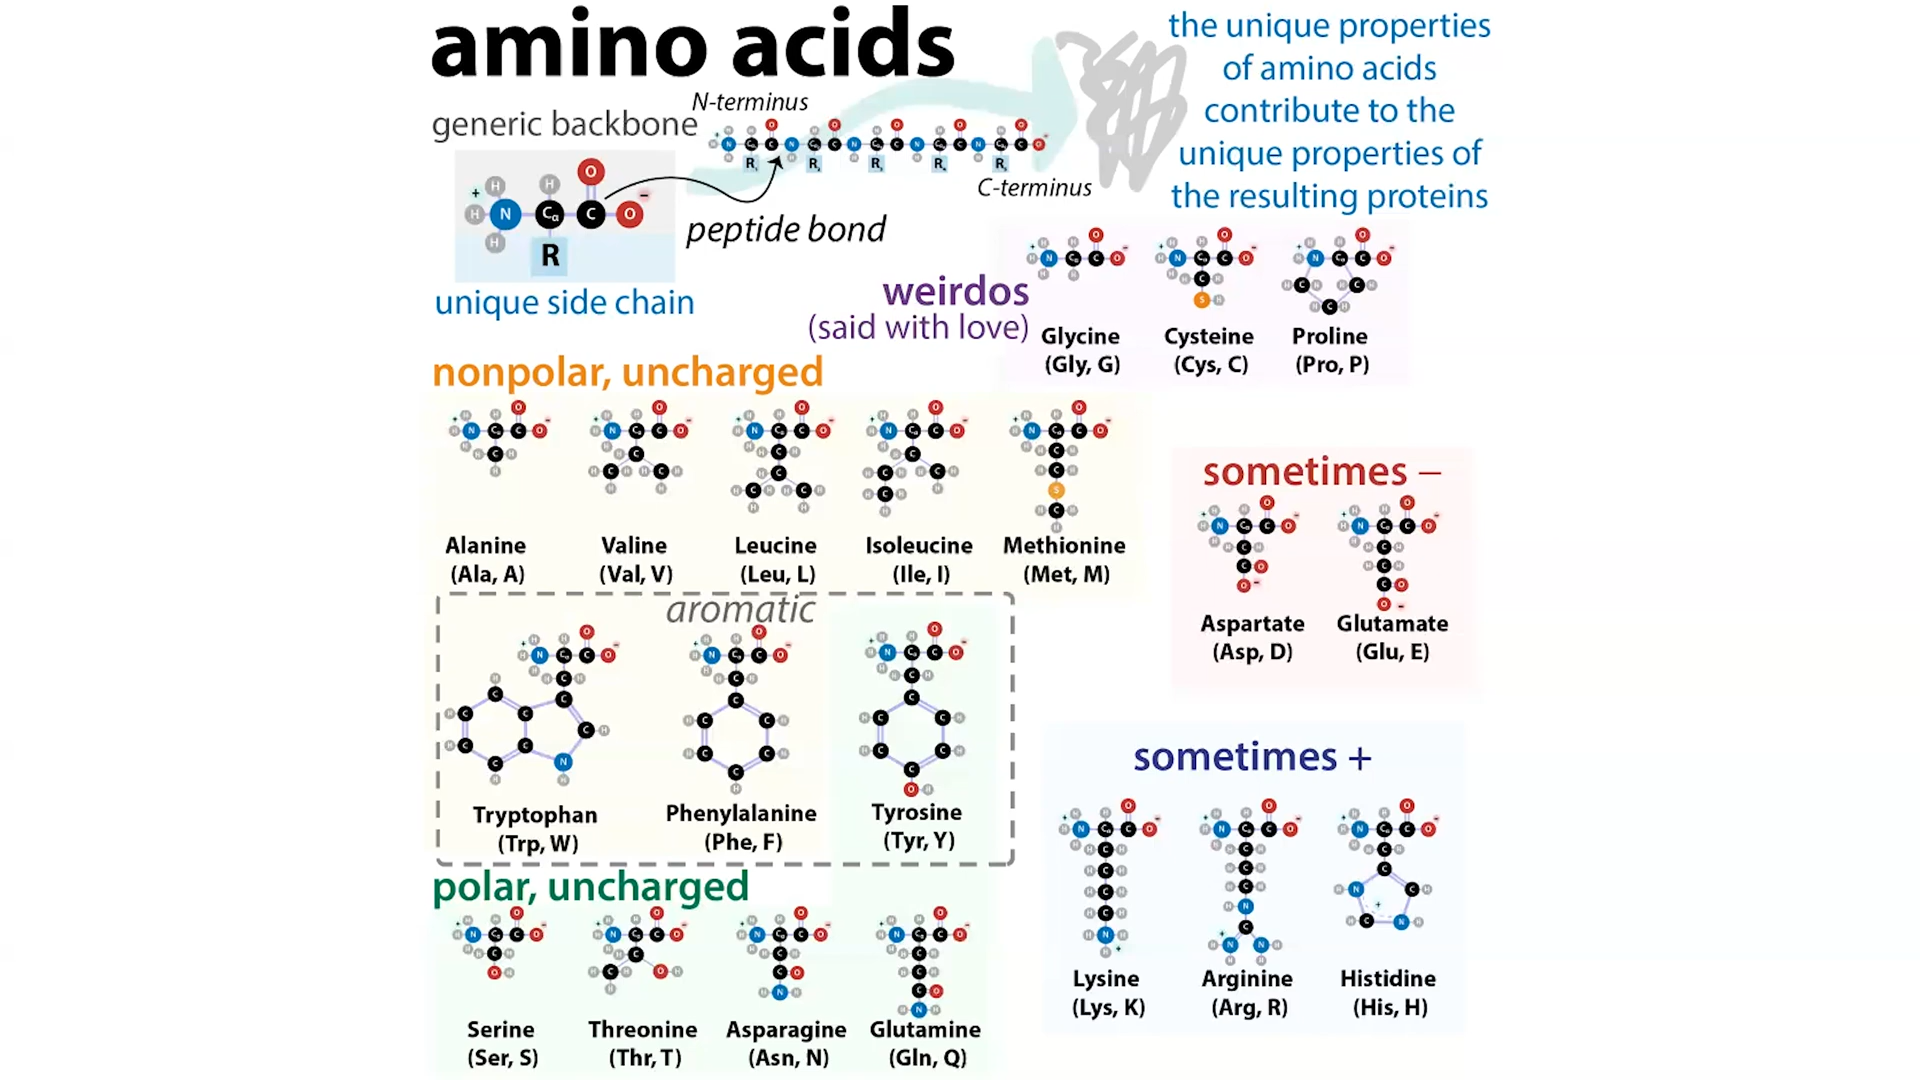 amino acids
the unique properties
of amino acids
contribute to the
unique properties of
the resulting proteins
generic backbone
N-terminus
C-terminus
peptide bond
R
unique side chain
weirdos
(said with love)
Glycine
(Gly, G)
Cysteine
(Cys, C)
Proline
(Pro, P)
nonpolar, uncharged
Alanine
(Ala, A)
Valine
(Val, V)
Leucine
(Leu, L)
Isoleucine
(Ile, I)
Methionine
(Met, M)
sometimes –
Aspartate
(Asp, D)
Glutamate
(Glu, E)
aromatic
Tryptophan
(Trp, W)
Phenylalanine
(Phe, F)
Tyrosine
(Tyr, Y)
sometimes +
Lysine
(Lys, K)
Arginine
(Arg, R)
Histidine
(His, H)
polar, uncharged
Serine
(Ser, S)
Threonine
(Thr, T)
Asparagine
(Asn, N)
Glutamine
(Gln, Q)